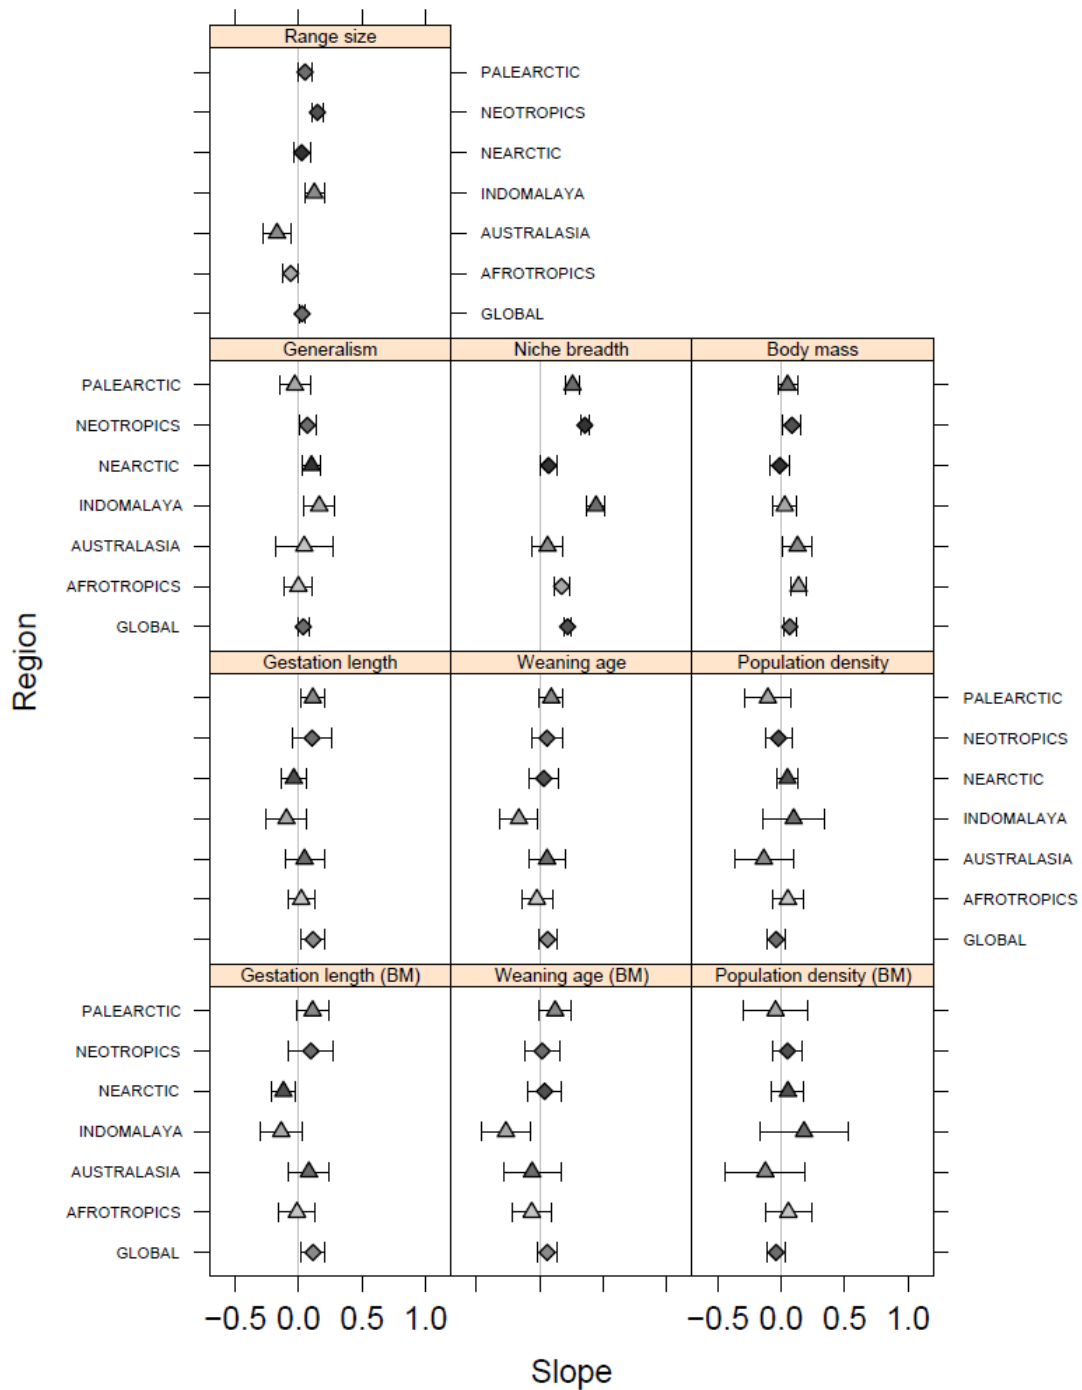 Range size
PALEARCTIC
NEOTROPICS
NEARCTIC
INDOMALAYA
AUSTRALASIA
AFROTROPICS
GLOBAL
Generalism Niche breadth Body mass
PALEARCTIC
NEOTROPICS
NEARCTIC
INDOMALAYA
AUSTRALASIA
AFROTROPICS
GLOBAL
Region
Gestation length Weaning age Population density
PALEARCTIC
NEOTROPICS
NEARCTIC
INDOMALAYA
AUSTRALASIA
AFROTROPICS
GLOBAL
Gestation length (BM) Weaning age (BM) Population density (BM)
PALEARCTIC
NEOTROPICS
NEARCTIC
INDOMALAYA
AUSTRALASIA
AFROTROPICS
GLOBAL
−0.5 0.0 0.5 1.0 −0.5 0.0 0.5 1.0
Slope